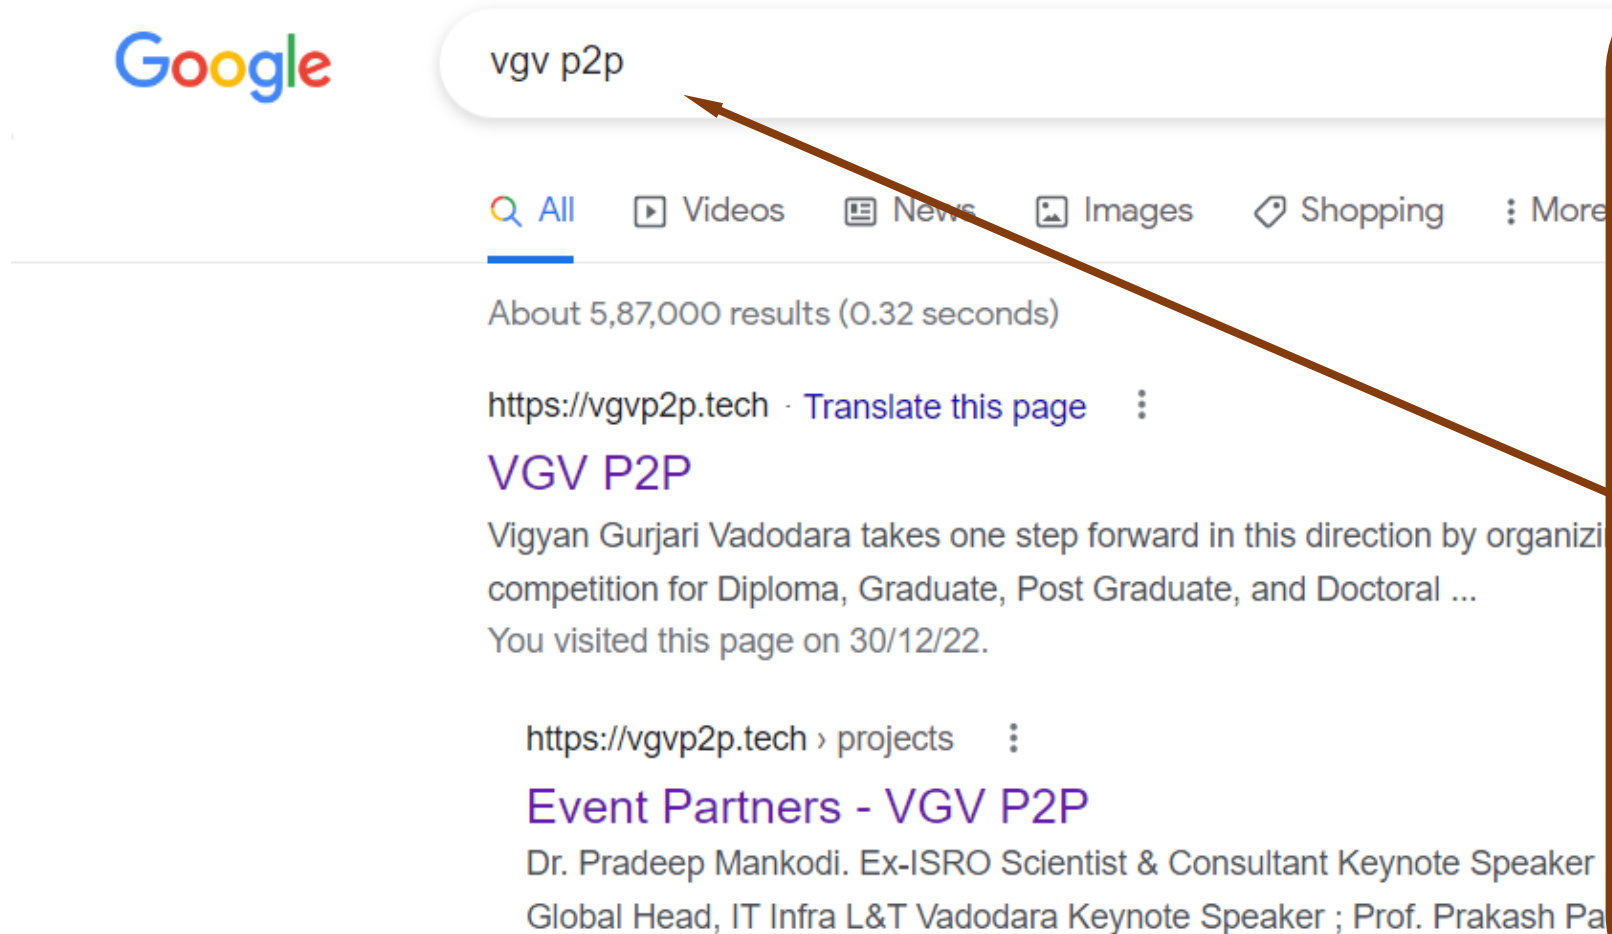 Google
vgv p2p
All Videos News Images Shopping More
About 5,87,000 results (0.32 seconds)
https://vgvp2p.tech · Translate this page
VGV P2P
Vigyan Gurjari Vadodara takes one step forward in this direction by organizi
competition for Diploma, Graduate, Post Graduate, and Doctoral ...
You visited this page on 30/12/22.
https://vgvp2p.tech › projects
Event Partners - VGV P2P
Dr. Pradeep Mankodi. Ex-ISRO Scientist & Consultant Keynote Speaker
Global Head, IT Infra L&T Vadodara Keynote Speaker ; Prof. Prakash Pa